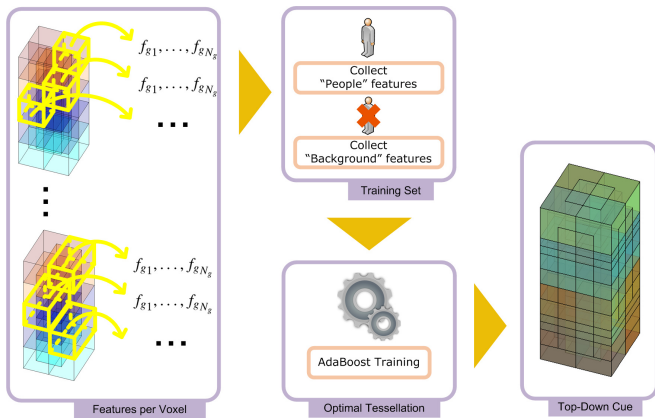 f_{g_1}, . . . , f_{g_{N_g}}
f_{g_1}, . . . , f_{g_{N_g}}
...
f_{g_1}, . . . , f_{g_{N_g}}
f_{g_1}, . . . , f_{g_{N_g}}
...
Features per Voxel
Collect
"People" features
Collect
"Background" features
Training Set
AdaBoost Training
Optimal Tessellation
Top-Down Cue